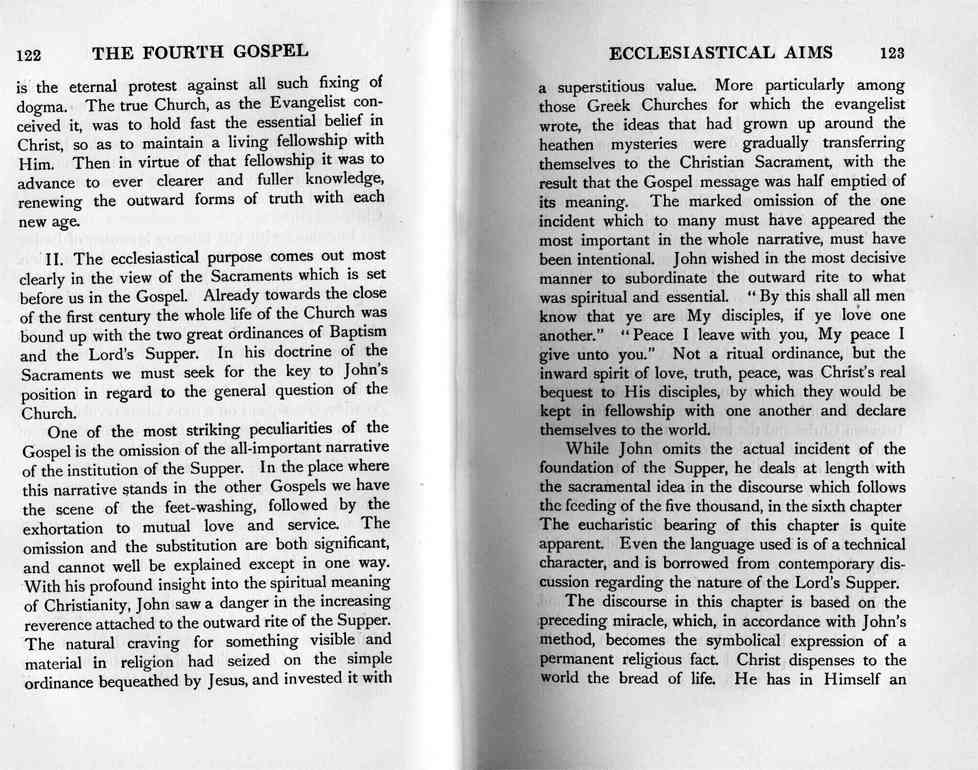 122 THE FOURTH GOSPEL
is the eternal protest against all such fixing of
dogma. The true Church, as the Evangelist con-
ceived it, was to hold fast the essential belief in
Christ, so as to maintain a living fellowship with
Him. Then in virtue of that fellowship it was to
advance to ever clearer and fuller knowledge,
renewing the outward forms of truth with each
new age.
II. The ecclesiastical purpose comes out most
clearly in the view of the Sacraments which is set
before us in the Gospel. Already towards the close
of the first century the whole life of the Church was
bound up with the two great ordinances of Baptism
and the Lord's Supper. In his doctrine of the
Sacraments we must seek for the key to John's
position in regard to the general question of the
Church.
One of the most striking peculiarities of the
Gospel is the omission of the all-important narrative
of the institution of the Supper. In the place where
this narrative stands in the other Gospels we have
the scene of the feet-washing, followed by the
exhortation to mutual love and service. The
omission and the substitution are both significant,
and cannot well be explained except in one way.
With his profound insight into the spiritual meaning
of Christianity, John saw a danger in the increasing
reverence attached to the outward rite of the Supper.
The natural craving for something visible and
material in religion had seized on the simple
ordinance bequeathed by Jesus, and invested it with
ECCLESIASTICAL AIMS 123
a superstitious value. More particularly among
those Greek Churches for which the evangelist
wrote, the ideas that had grown up around the
heathen mysteries were gradually transferring
themselves to the Christian Sacrament, with the
result that the Gospel message was half emptied of
its meaning. The marked omission of the one
incident which to many must have appeared the
most important in the whole narrative, must have
been intentional. John wished in the most decisive
manner to subordinate the outward rite to what
was spiritual and essential. "By this shall all men
know that ye are My disciples, if ye love one
another." "Peace I leave with you, My peace I
give unto you." Not a ritual ordinance, but the
inward spirit of love, truth, peace, was Christ's real
bequest to His disciples, by which they would be
kept in fellowship with one another and declare
themselves to the world.
While John omits the actual incident of the
foundation of the Supper, he deals at length with
the sacramental idea in the discourse which follows
the feeding of the five thousand, in the sixth chapter
The eucharistic bearing of this chapter is quite
apparent. Even the language used is of a technical
character, and is borrowed from contemporary dis-
cussion regarding the nature of the Lord's Supper.
The discourse in this chapter is based on the
preceding miracle, which, in accordance with John's
method, becomes the symbolical expression of a
permanent religious fact. Christ dispenses to the
world the bread of life. He has in Himself an